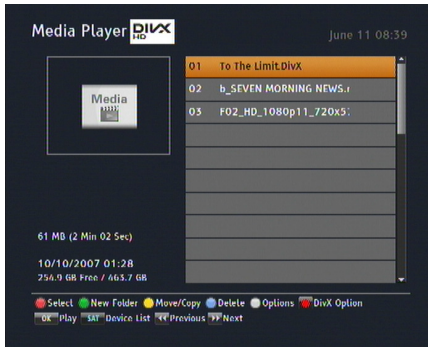 Media Player DIVX HD
June 11 08:39
01 To The Limit.DivX
02 b_SEVEN MORNING NEWS.r
03 F02_HD_1080p11_720x5
Media
61 MB (2 Min 02 Sec)
10/10/2007 01:28
254.9 GB Free / 463.7 GB
Select New Folder Move/Copy Delete Options DivX Option
OK Play SAT Device List Previous Next